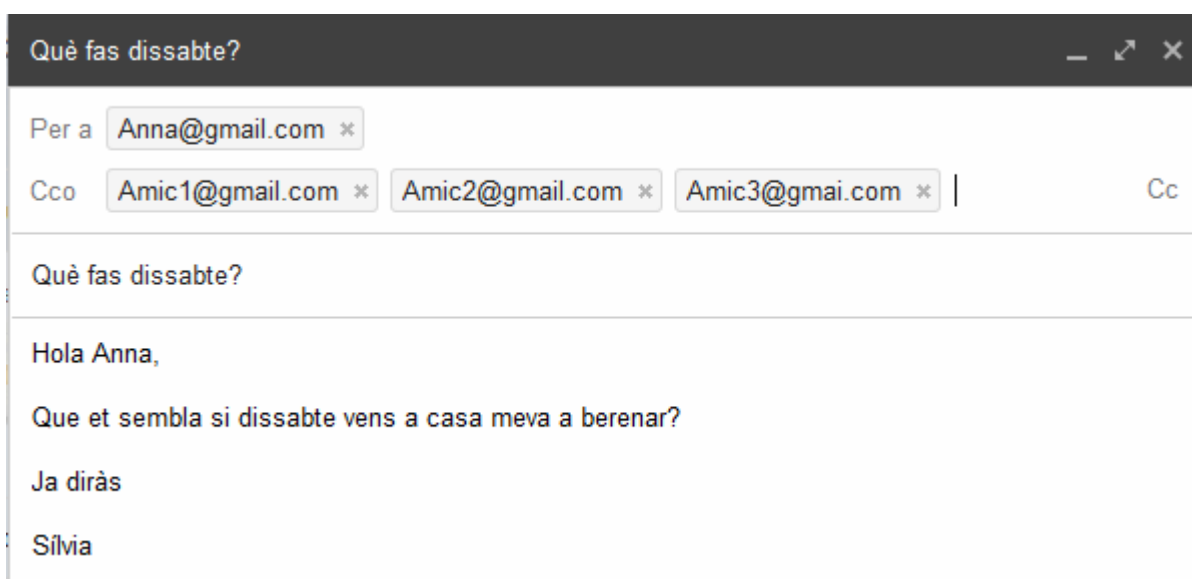 Què fas dissabte?
Per a Anna@gmail.com
Cco Amic1@gmail.com Amic2@gmail.com Amic3@gmai.com Cc
Què fas dissabte?
Hola Anna,
Que et sembla si dissabte vens a casa meva a berenar?
Ja diràs
Sílvia